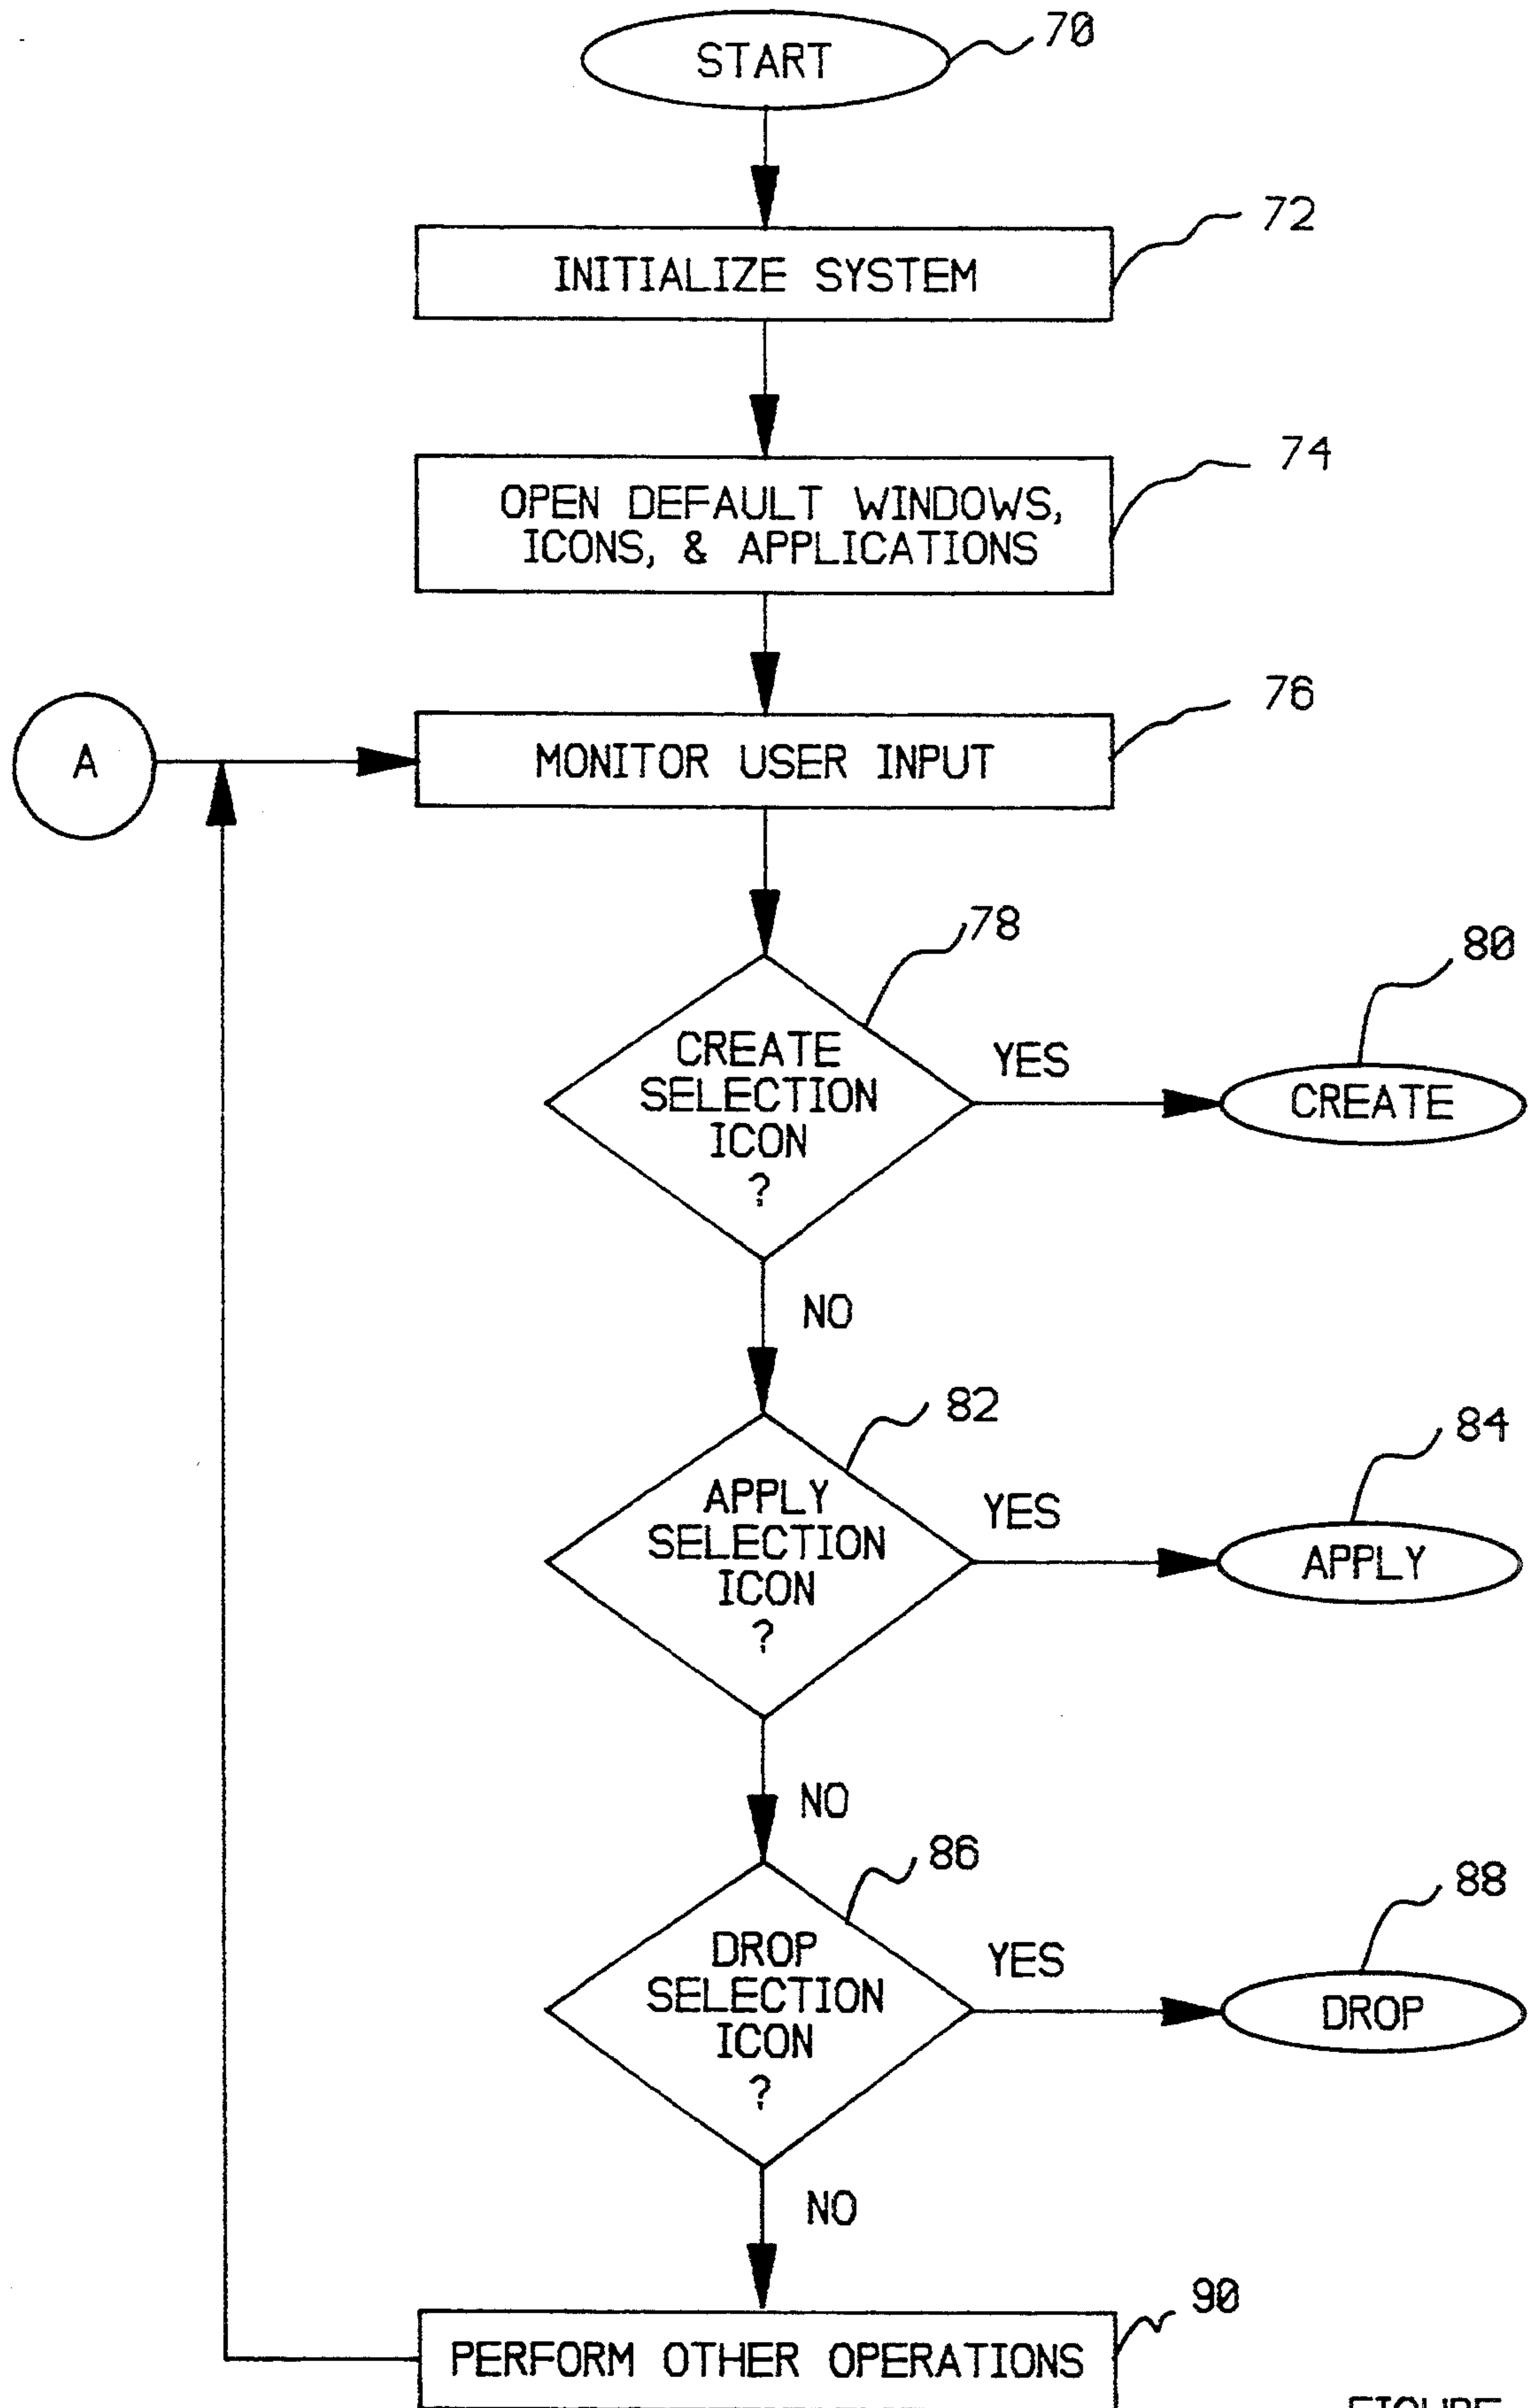 START
70
INITIALIZE SYSTEM
72
OPEN DEFAULT WINDOWS,
ICONS, & APPLICATIONS
74
A
MONITOR USER INPUT
76
CREATE
SELECTION
ICON
?
78
YES
CREATE
80
NO
APPLY
SELECTION
ICON
?
82
YES
APPLY
84
NO
DROP
SELECTION
ICON
?
86
YES
DROP
88
NO
PERFORM OTHER OPERATIONS
90